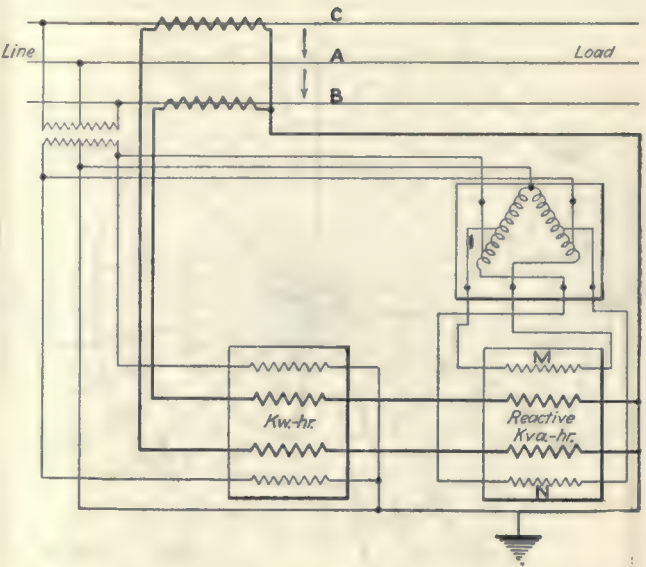 C
Line
A
Load
B
M
Kw.-hr.
Reactive
Kva.-hr.
N